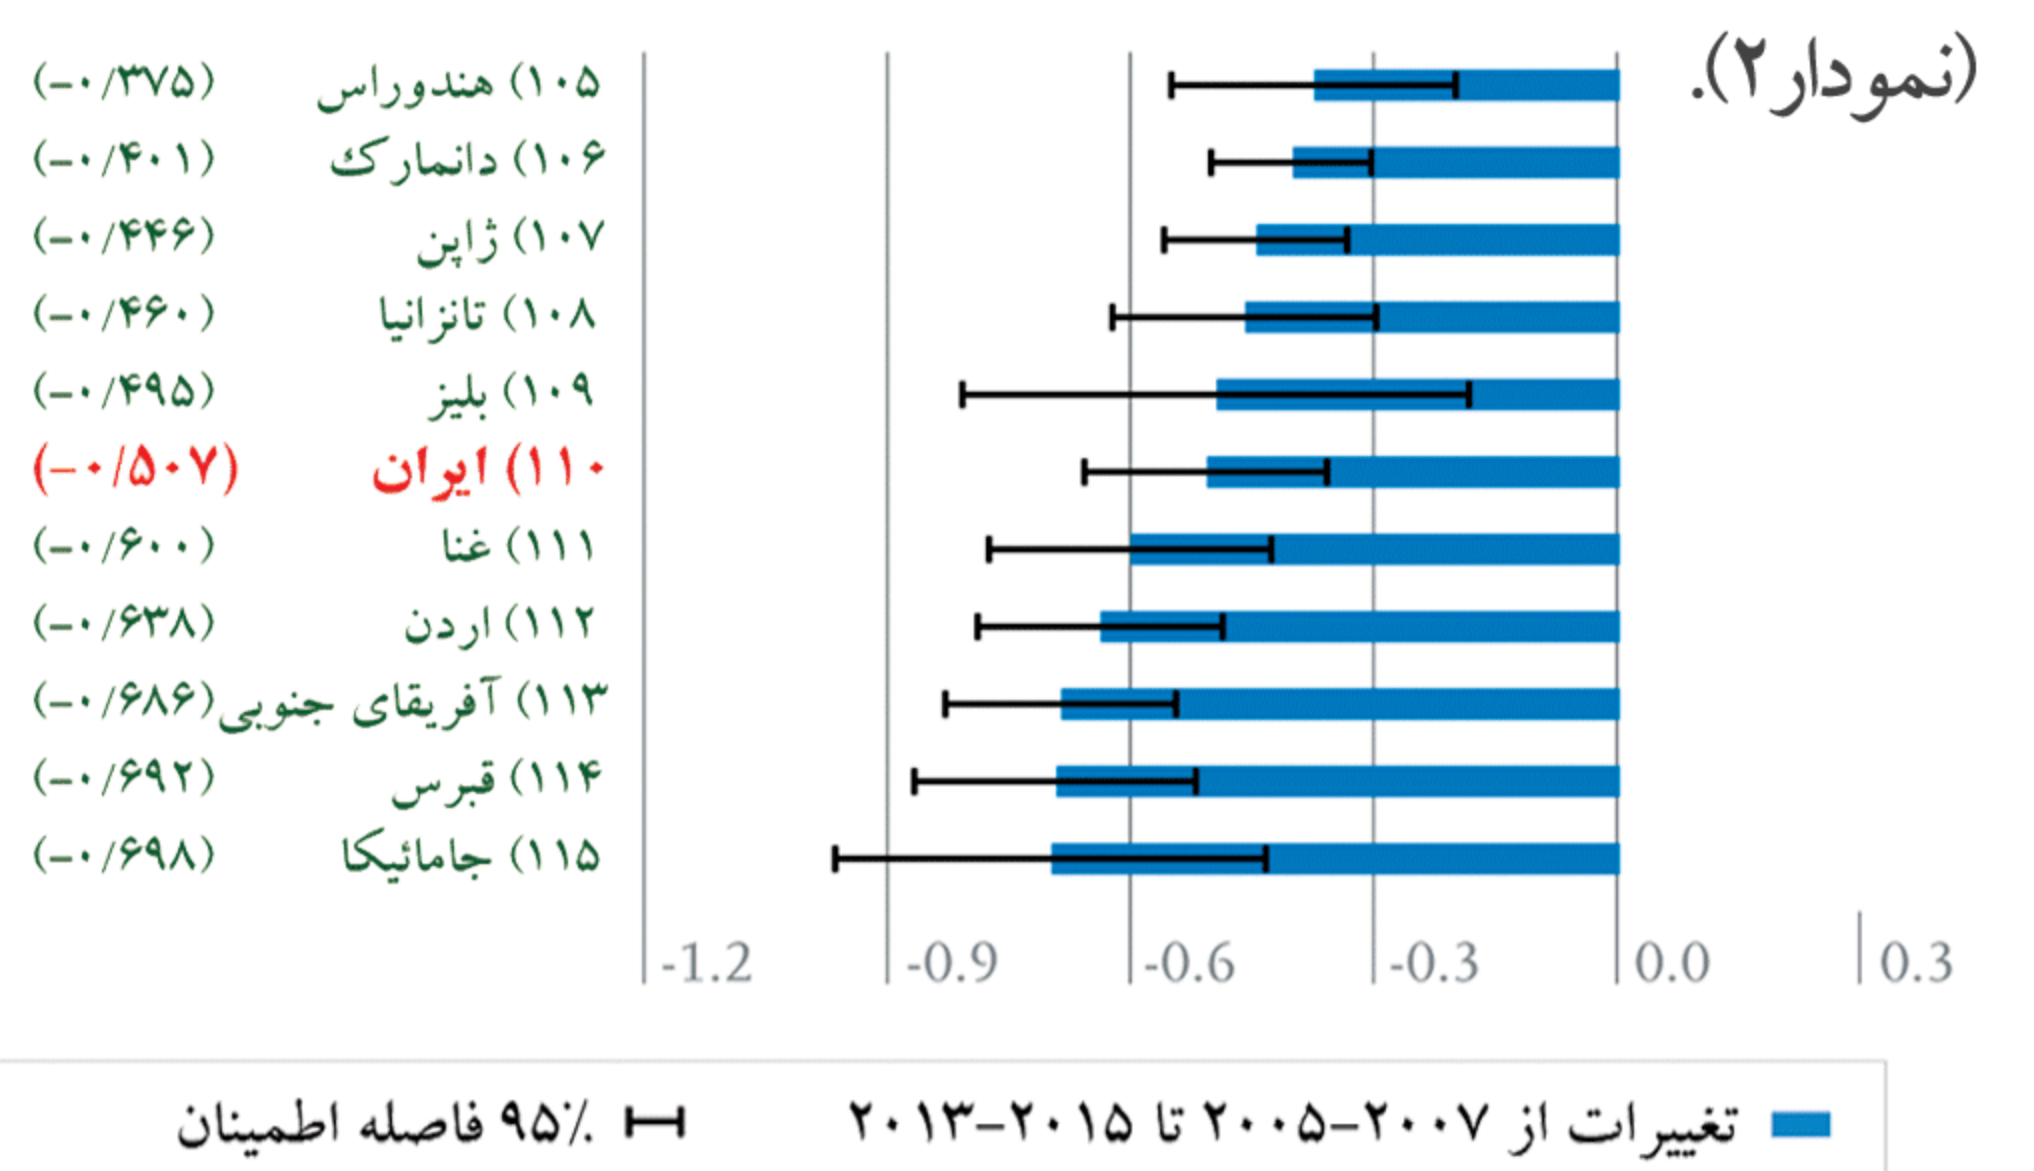 (نمودار۲).
۱۰۵) هندوراس (-۰/۳۷۵)
۱۰۶) دانمارک (-۰/۴۰۱)
۱۰۷) ژاپن (-۰/۴۴۶)
۱۰۸) تانزانیا (-۰/۴۶۰)
۱۰۹) بلیز (-۰/۴۹۵)
۱۱۰) ایران (-۰/۵۰۷)
۱۱۱) غنا (-۰/۶۰۰)
۱۱۲) اردن (-۰/۶۳۸)
۱۱۳) آفریقای جنوبی (-۰/۶۸۶)
۱۱۴) قبرس (-۰/۶۹۲)
۱۱۵) جامائیکا (-۰/۶۹۸)
-1.2 -0.9 -0.6 -0.3 0.0 0.3
تغییرات از ۲۰۰۷-۲۰۰۵ تا ۲۰۱۵-۲۰۱۳ ۹۵٪ فاصله اطمینان